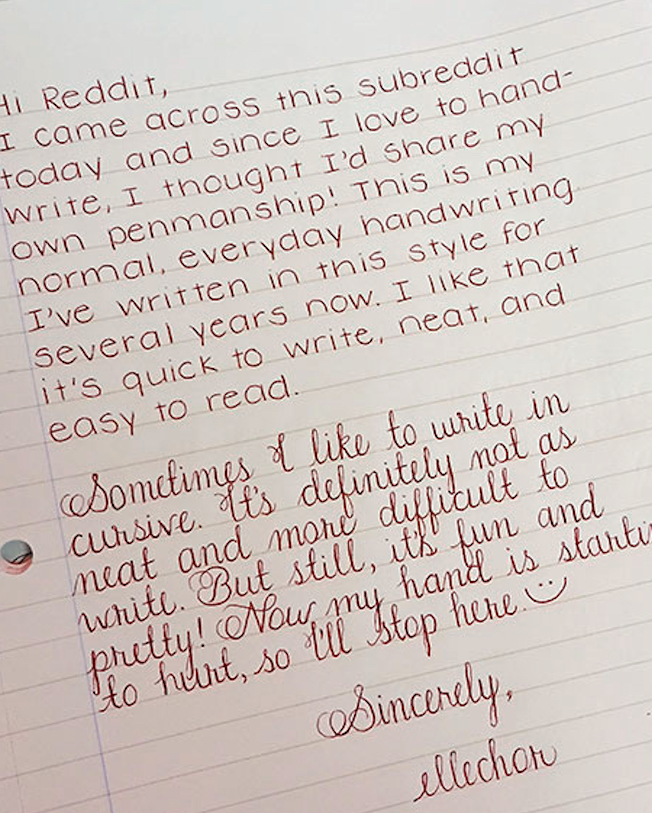 Hi Reddit,
I came across this subreddit
today and since I love to hand-
write, I thought I'd share my
own penmanship! This is my
normal, everyday handwriting
I've written in this style for
several years now. I like that
it's quick to write, neat, and
easy to read.
Sometimes I like to write in
cursive. It's definitely not as
neat and more difficult to
write. But still, it's fun and
pretty! Now my hand is starti
to hurt, so I'll stop here.
Sincerely,
ellechor